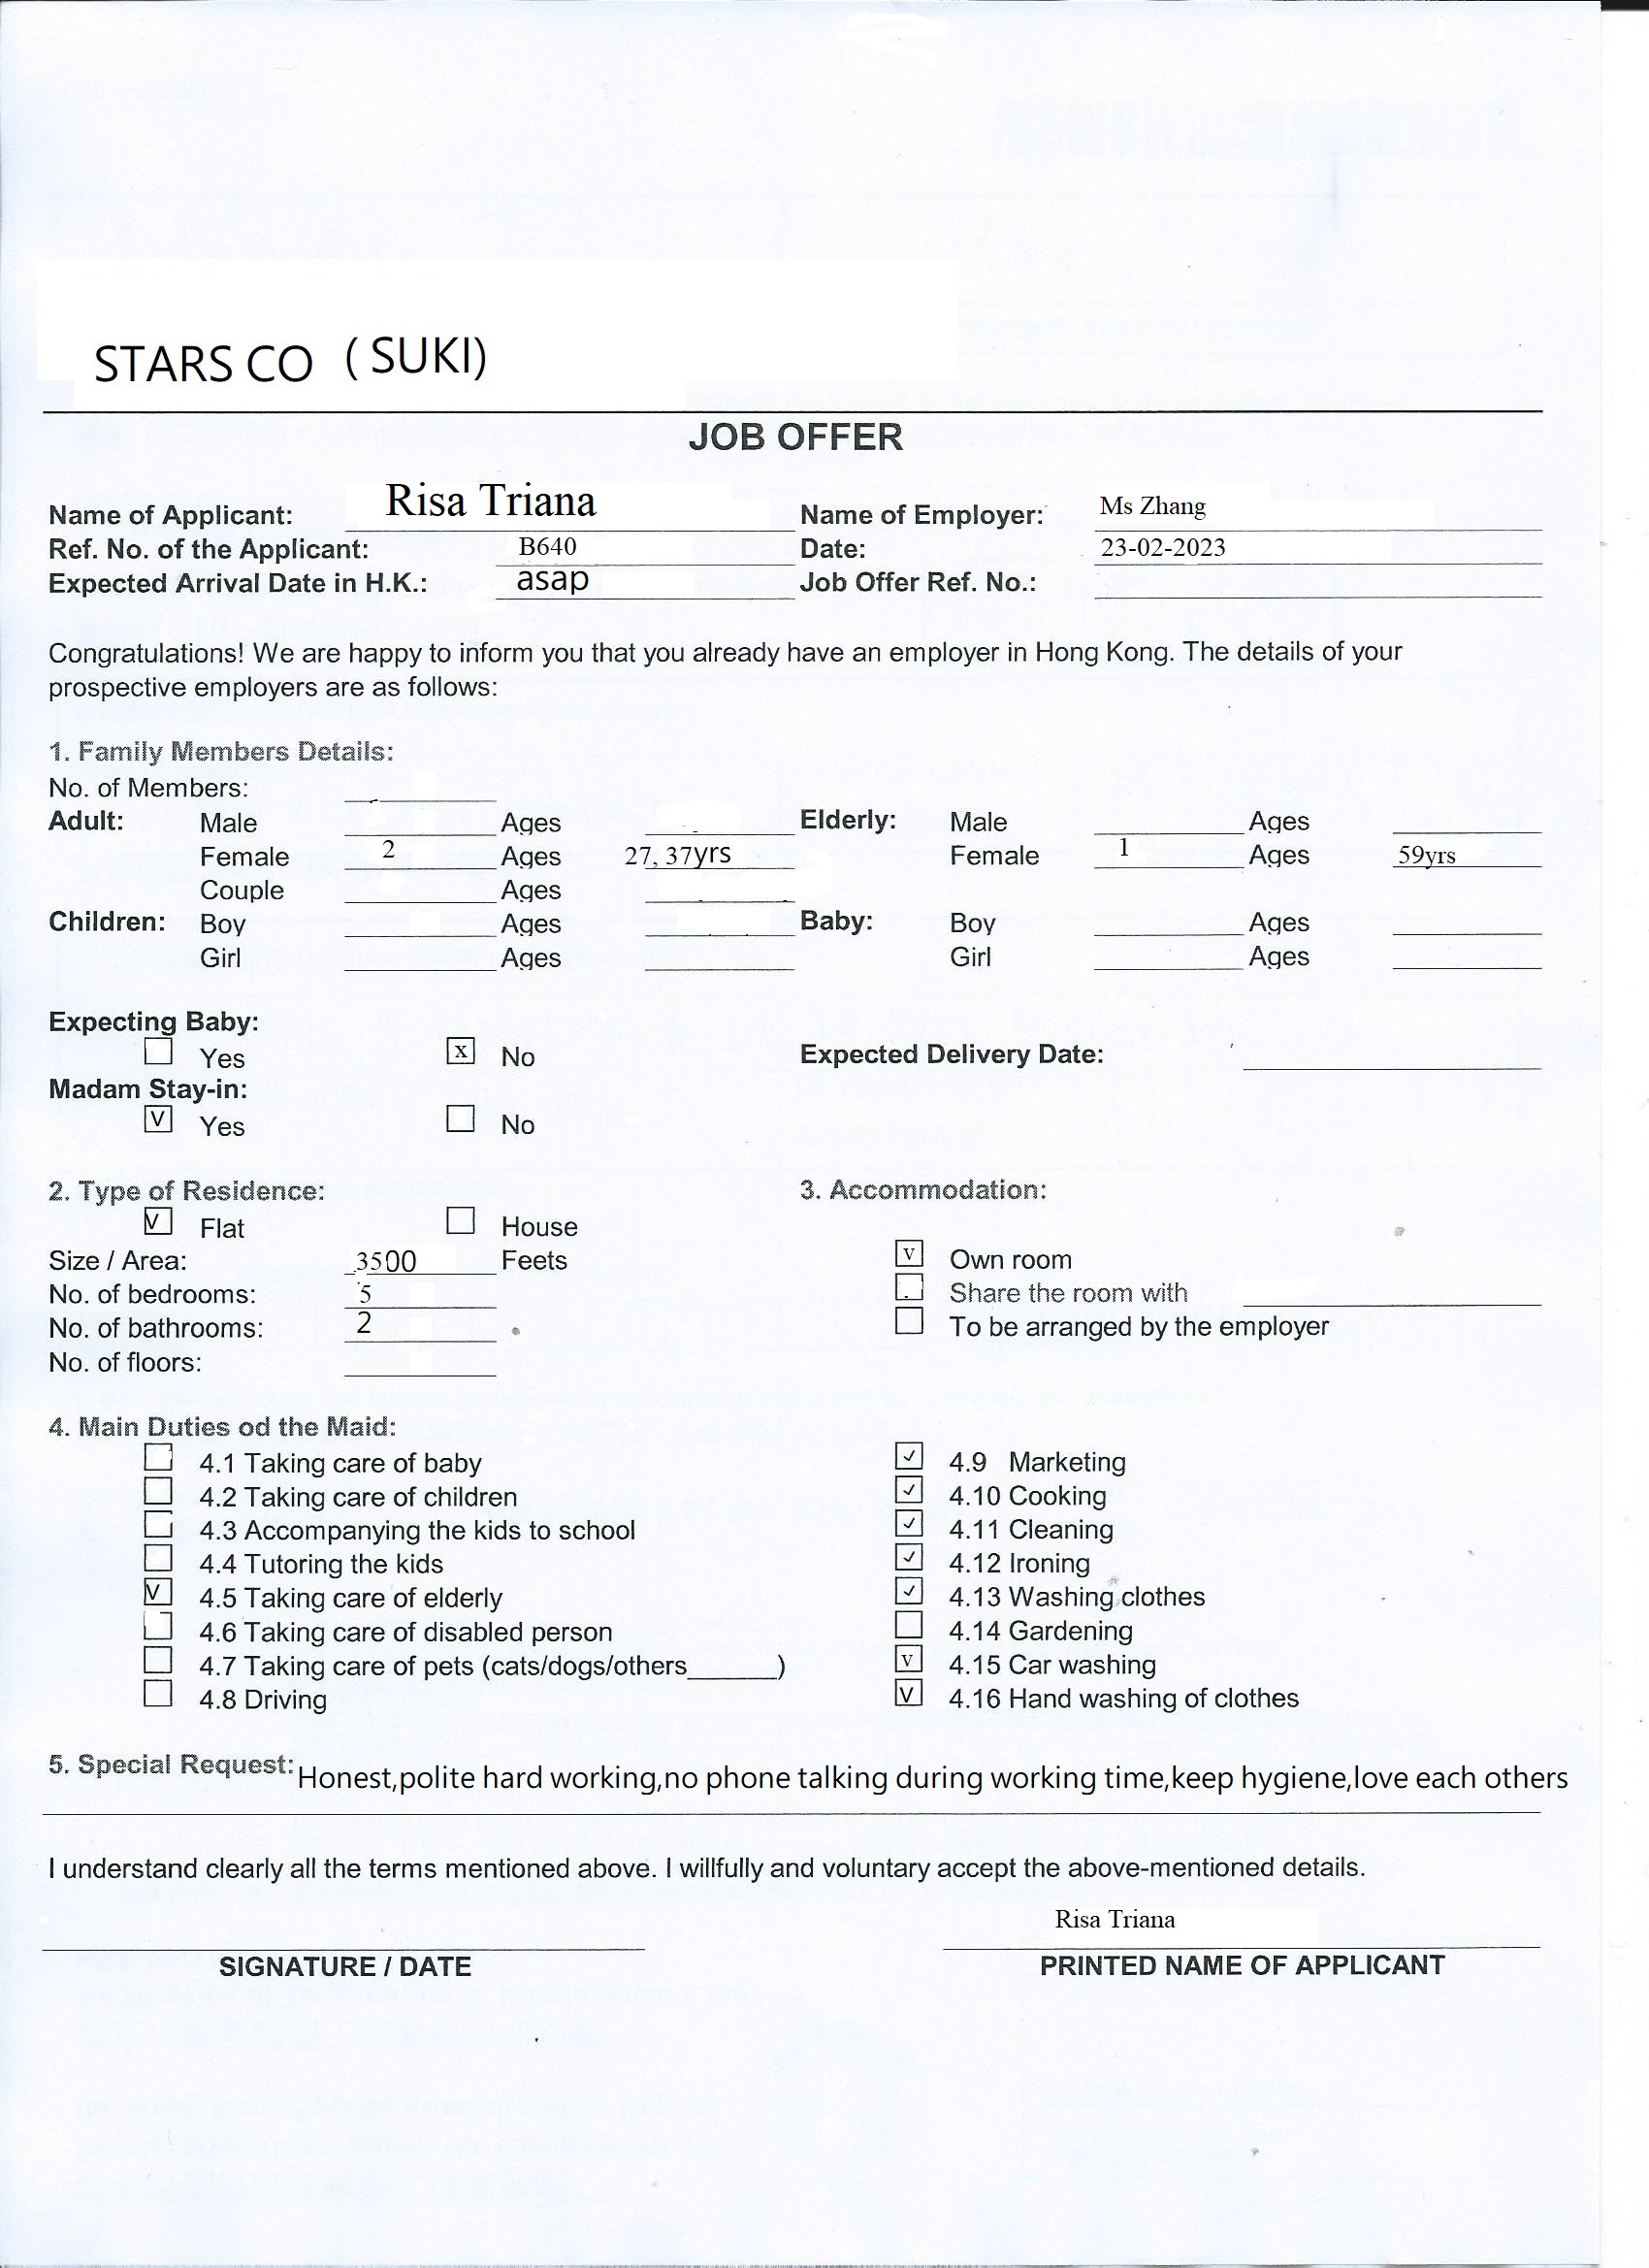 STARS CO ( SUKI)
JOB OFFER
Name of Applicant: Risa Triana Name of Employer: Ms Zhang
Ref. No. of the Applicant: B640 Date: 23-02-2023
Expected Arrival Date in H.K.: asap Job Offer Ref. No.:
Congratulations! We are happy to inform you that you already have an employer in Hong Kong. The details of your
prospective employers are as follows:
1. Family Members Details:
No. of Members:
Adult: Male Ages Elderly: Male Ages
Female 2 Ages 27, 37yrs Female 1 Ages 59yrs
Couple Ages
Children: Boy Ages Baby: Boy Ages
Girl Ages Girl Ages
Expecting Baby:
Yes x No Expected Delivery Date:
Madam Stay-in:
V Yes No
2. Type of Residence: 3. Accommodation:
V Flat House
Size / Area: 3500 Feets v Own room
No. of bedrooms: 5 Share the room with
No. of bathrooms: 2 To be arranged by the employer
No. of floors:
4. Main Duties od the Maid:
4.1 Taking care of baby ✓ 4.9 Marketing
4.2 Taking care of children ✓ 4.10 Cooking
4.3 Accompanying the kids to school ✓ 4.11 Cleaning
4.4 Tutoring the kids ✓ 4.12 Ironing
V 4.5 Taking care of elderly ✓ 4.13 Washing clothes
4.6 Taking care of disabled person 4.14 Gardening
4.7 Taking care of pets (cats/dogs/others______) v 4.15 Car washing
4.8 Driving V 4.16 Hand washing of clothes
5. Special Request: Honest,polite hard working,no phone talking during working time,keep hygiene,love each others
I understand clearly all the terms mentioned above. I willfully and voluntary accept the above-mentioned details.
Risa Triana
SIGNATURE / DATE PRINTED NAME OF APPLICANT